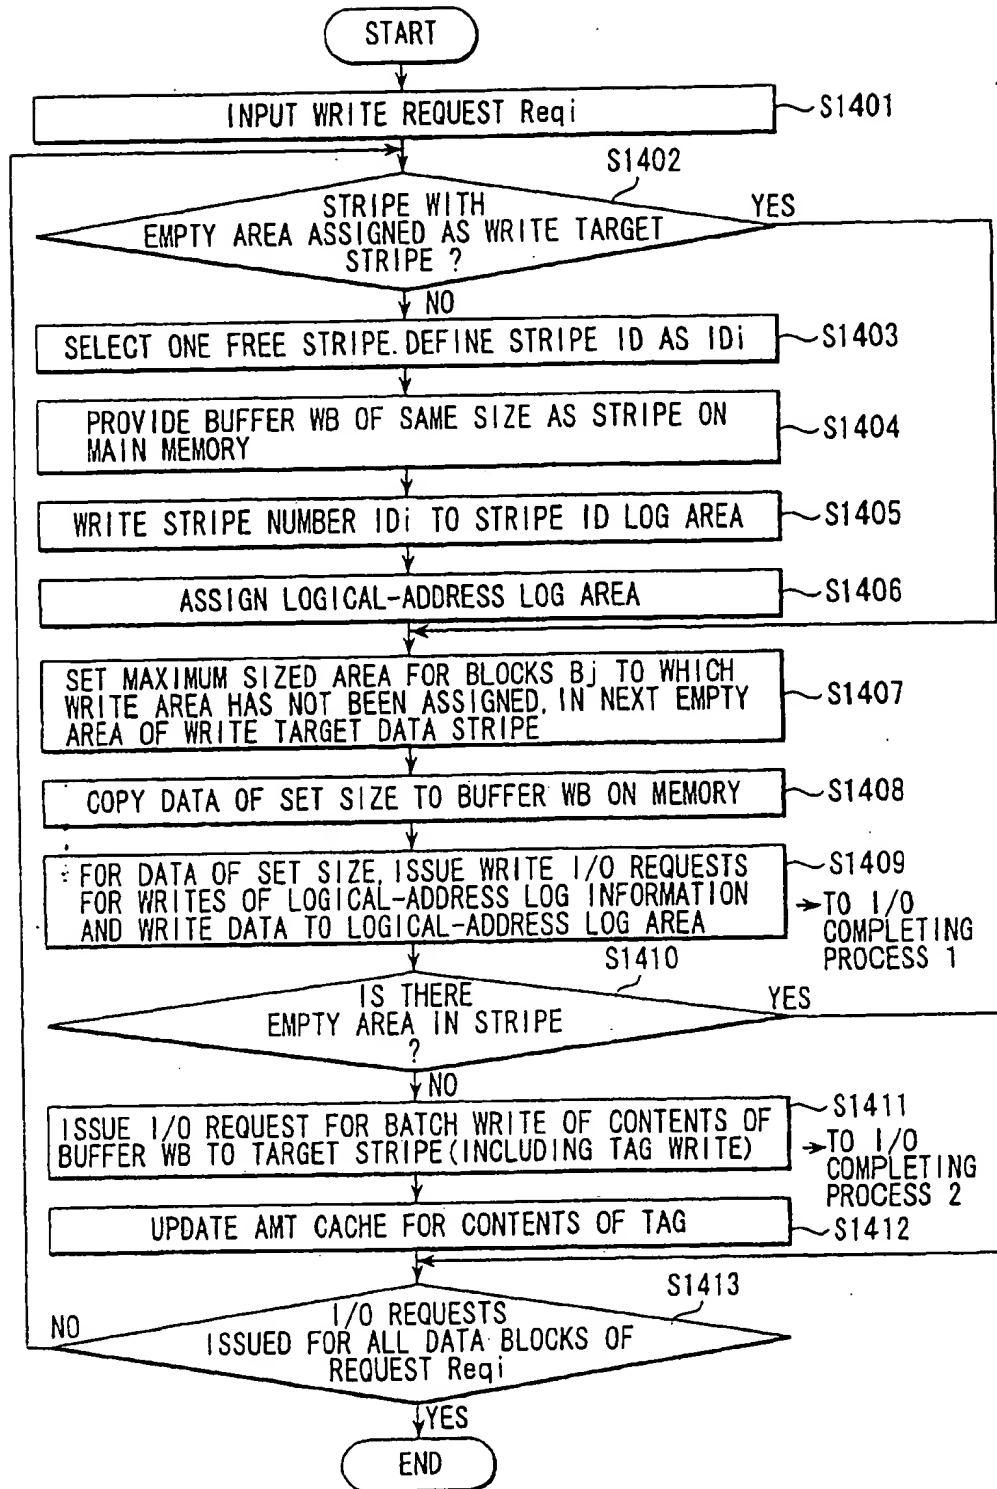 START
INPUT WRITE REQUEST Reqi
S1401
S1402
STRIPE WITH
EMPTY AREA ASSIGNED AS WRITE TARGET
STRIPE ?
YES
NO
SELECT ONE FREE STRIPE. DEFINE STRIPE ID AS IDi
S1403
PROVIDE BUFFER WB OF SAME SIZE AS STRIPE ON
MAIN MEMORY
S1404
WRITE STRIPE NUMBER IDi TO STRIPE ID LOG AREA
S1405
ASSIGN LOGICAL-ADDRESS LOG AREA
S1406
SET MAXIMUM SIZED AREA FOR BLOCKS Bj TO WHICH
WRITE AREA HAS NOT BEEN ASSIGNED, IN NEXT EMPTY
AREA OF WRITE TARGET DATA STRIPE
S1407
COPY DATA OF SET SIZE TO BUFFER WB ON MEMORY
S1408
FOR DATA OF SET SIZE, ISSUE WRITE I/O REQUESTS
FOR WRITES OF LOGICAL-ADDRESS LOG INFORMATION
AND WRITE DATA TO LOGICAL-ADDRESS LOG AREA
S1409
TO I/O
COMPLETING
PROCESS 1
S1410
IS THERE
EMPTY AREA IN STRIPE
?
YES
NO
ISSUE I/O REQUEST FOR BATCH WRITE OF CONTENTS OF
BUFFER WB TO TARGET STRIPE (INCLUDING TAG WRITE)
S1411
TO I/O
COMPLETING
PROCESS 2
UPDATE AMT CACHE FOR CONTENTS OF TAG
S1412
S1413
I/O REQUESTS
ISSUED FOR ALL DATA BLOCKS OF
REQUEST Reqi
NO
YES
END